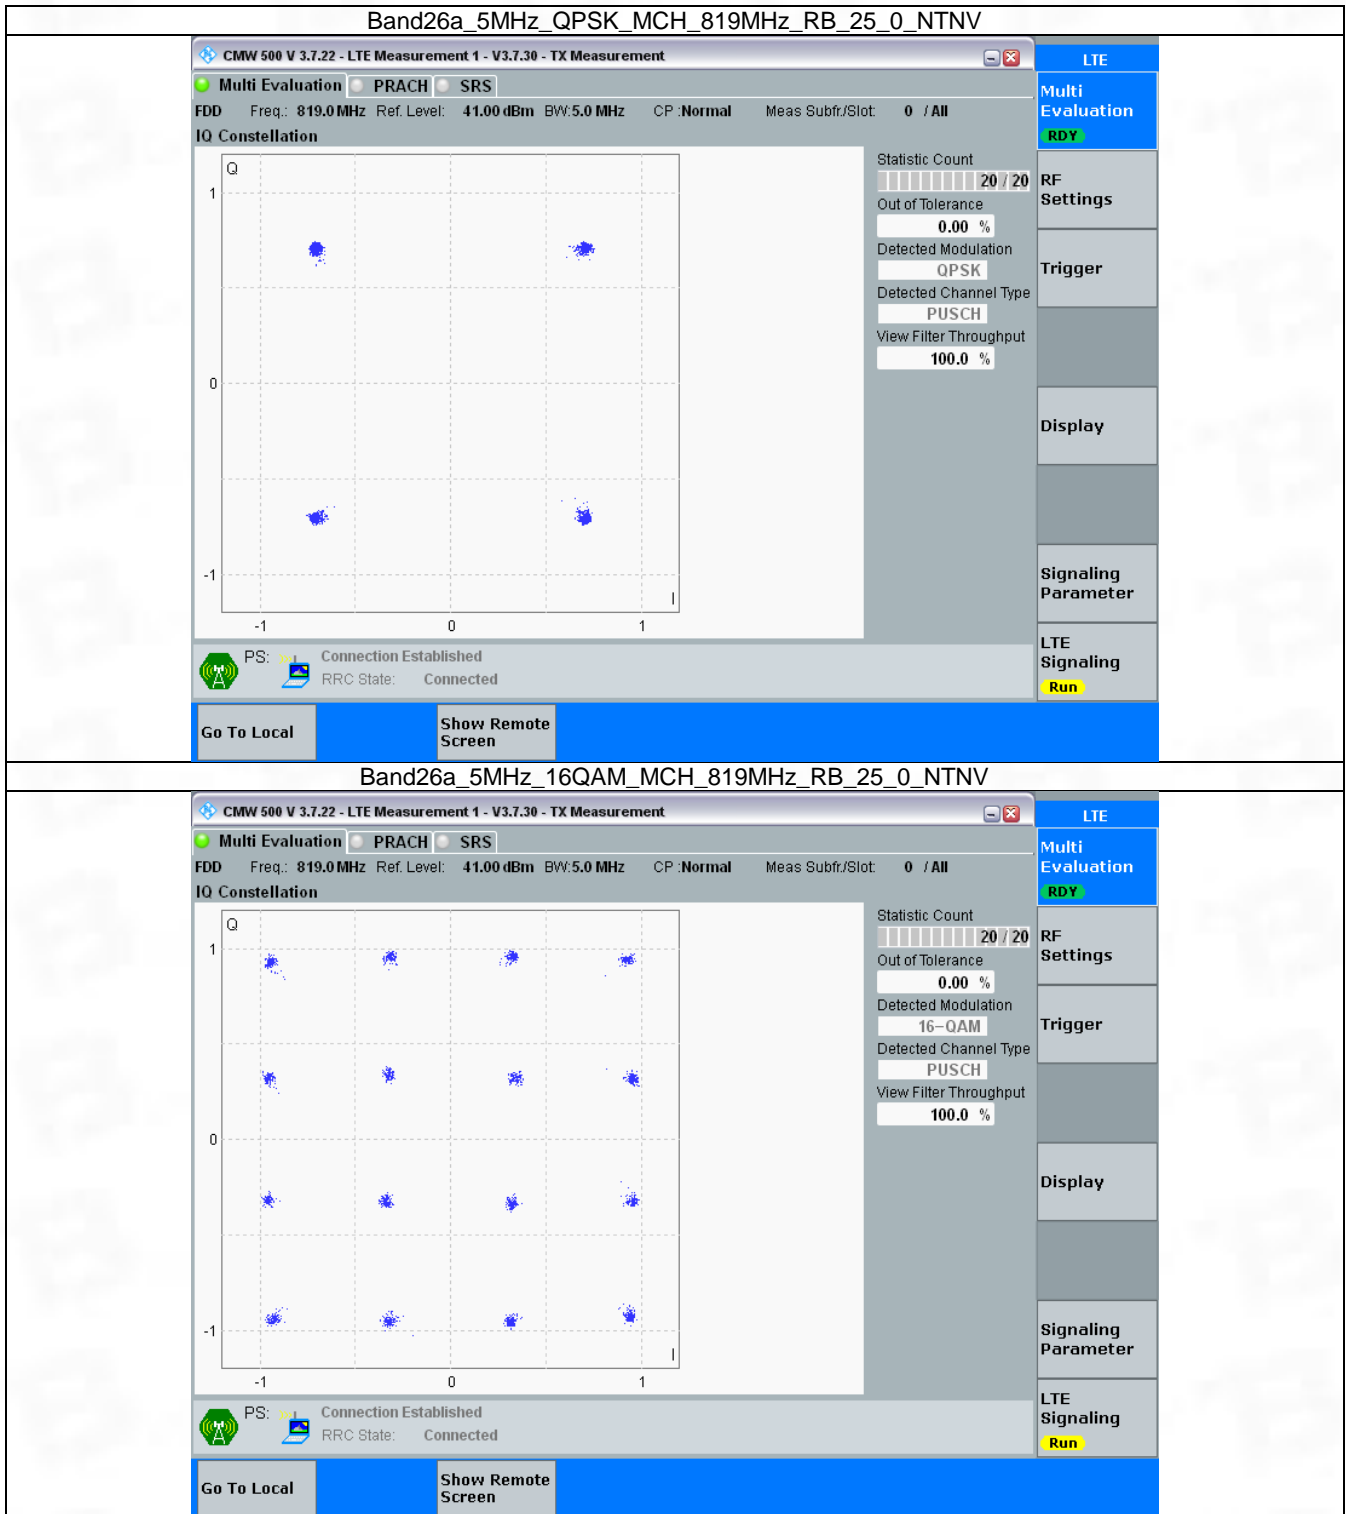 Band26a_5MHz_QPSK_MCH_819MHz_RB_25_0_NTNV
CMW 500 V 3.7.22 - LTE Measurement 1 - V3.7.30 - TX Measurement
LTE
Multi Evaluation PRACH SRS
Multi
Evaluation
RDY
FDD Freq.: 819.0 MHz Ref. Level: 41.00 dBm BW:5.0 MHz CP :Normal Meas Subfr./Slot: 0 / All
IQ Constellation
Q
1
0
-1
I
-1 0 1
Statistic Count
20 / 20
Out of Tolerance
0.00 %
Detected Modulation
QPSK
Detected Channel Type
PUSCH
View Filter Throughput
100.0 %
RF
Settings
Trigger
Display
Signaling
Parameter
LTE
Signaling
Run
PS: Connection Established
RRC State: Connected
Go To Local
Show Remote
Screen
Band26a_5MHz_16QAM_MCH_819MHz_RB_25_0_NTNV
CMW 500 V 3.7.22 - LTE Measurement 1 - V3.7.30 - TX Measurement
LTE
Multi Evaluation PRACH SRS
Multi
Evaluation
RDY
FDD Freq.: 819.0 MHz Ref. Level: 41.00 dBm BW:5.0 MHz CP :Normal Meas Subfr./Slot: 0 / All
IQ Constellation
Q
1
0
-1
I
-1 0 1
Statistic Count
20 / 20
Out of Tolerance
0.00 %
Detected Modulation
16-QAM
Detected Channel Type
PUSCH
View Filter Throughput
100.0 %
RF
Settings
Trigger
Display
Signaling
Parameter
LTE
Signaling
Run
PS: Connection Established
RRC State: Connected
Go To Local
Show Remote
Screen